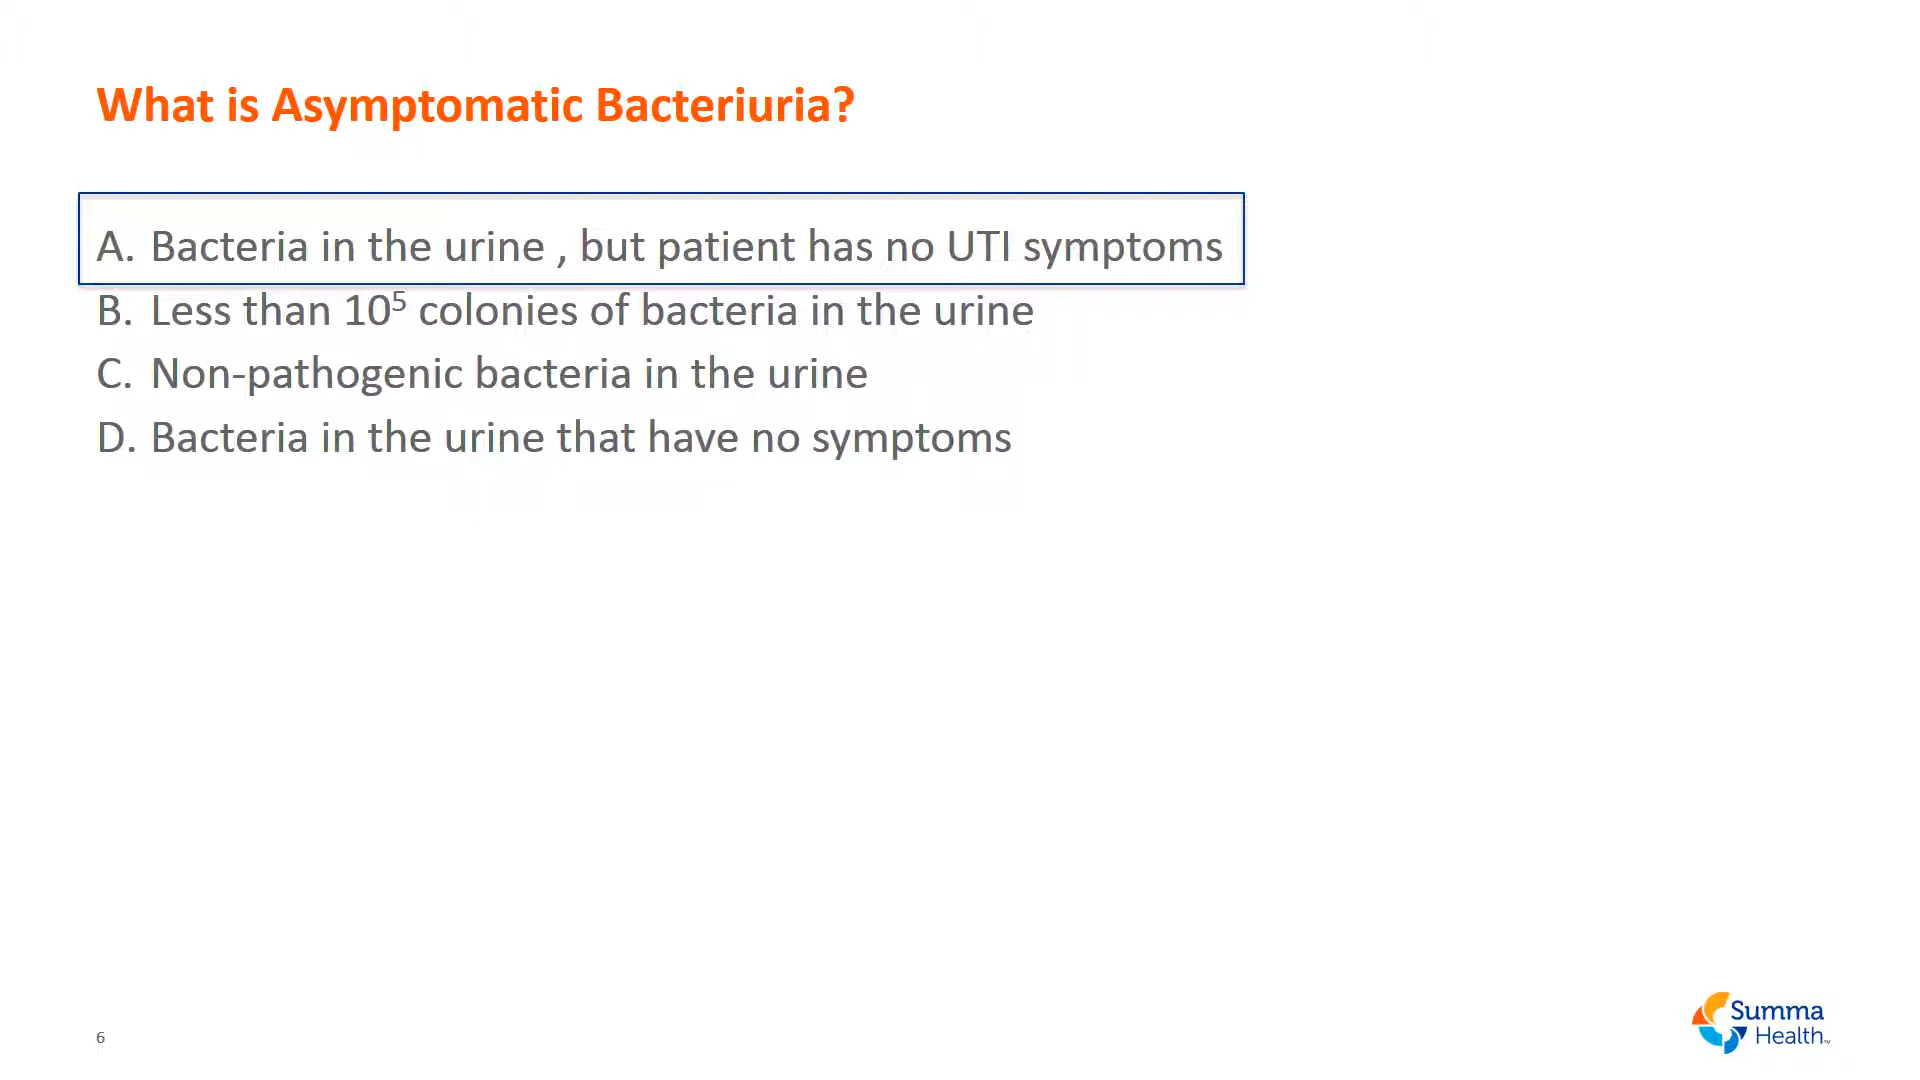 What is Asymptomatic Bacteriuria?
A. Bacteria in the urine , but patient has no UTI symptoms
B. Less than 10⁵ colonies of bacteria in the urine
C. Non-pathogenic bacteria in the urine
D. Bacteria in the urine that have no symptoms
6
Summa
Health™